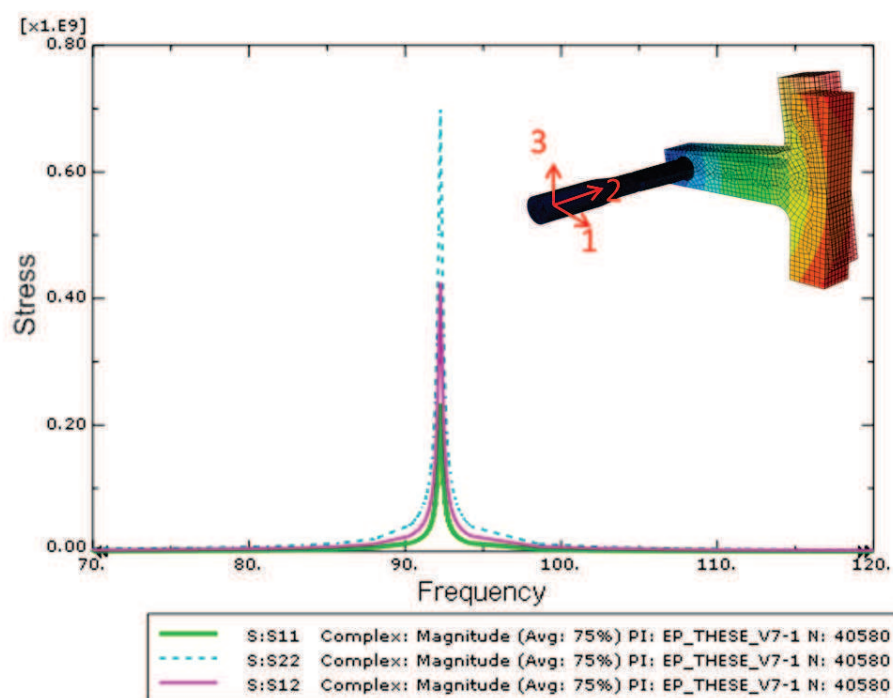 [×1.E9]
0.80
0.60
0.40
0.20
0.00
Stress
70. 80. 90. 100. 110. 120.
Frequency
3
2
1
S:S11 Complex: Magnitude (Avg: 75%) PI: EP_THESE_V7-1 N: 40580
S:S22 Complex: Magnitude (Avg: 75%) PI: EP_THESE_V7-1 N: 40580
S:S12 Complex: Magnitude (Avg: 75%) PI: EP_THESE_V7-1 N: 40580